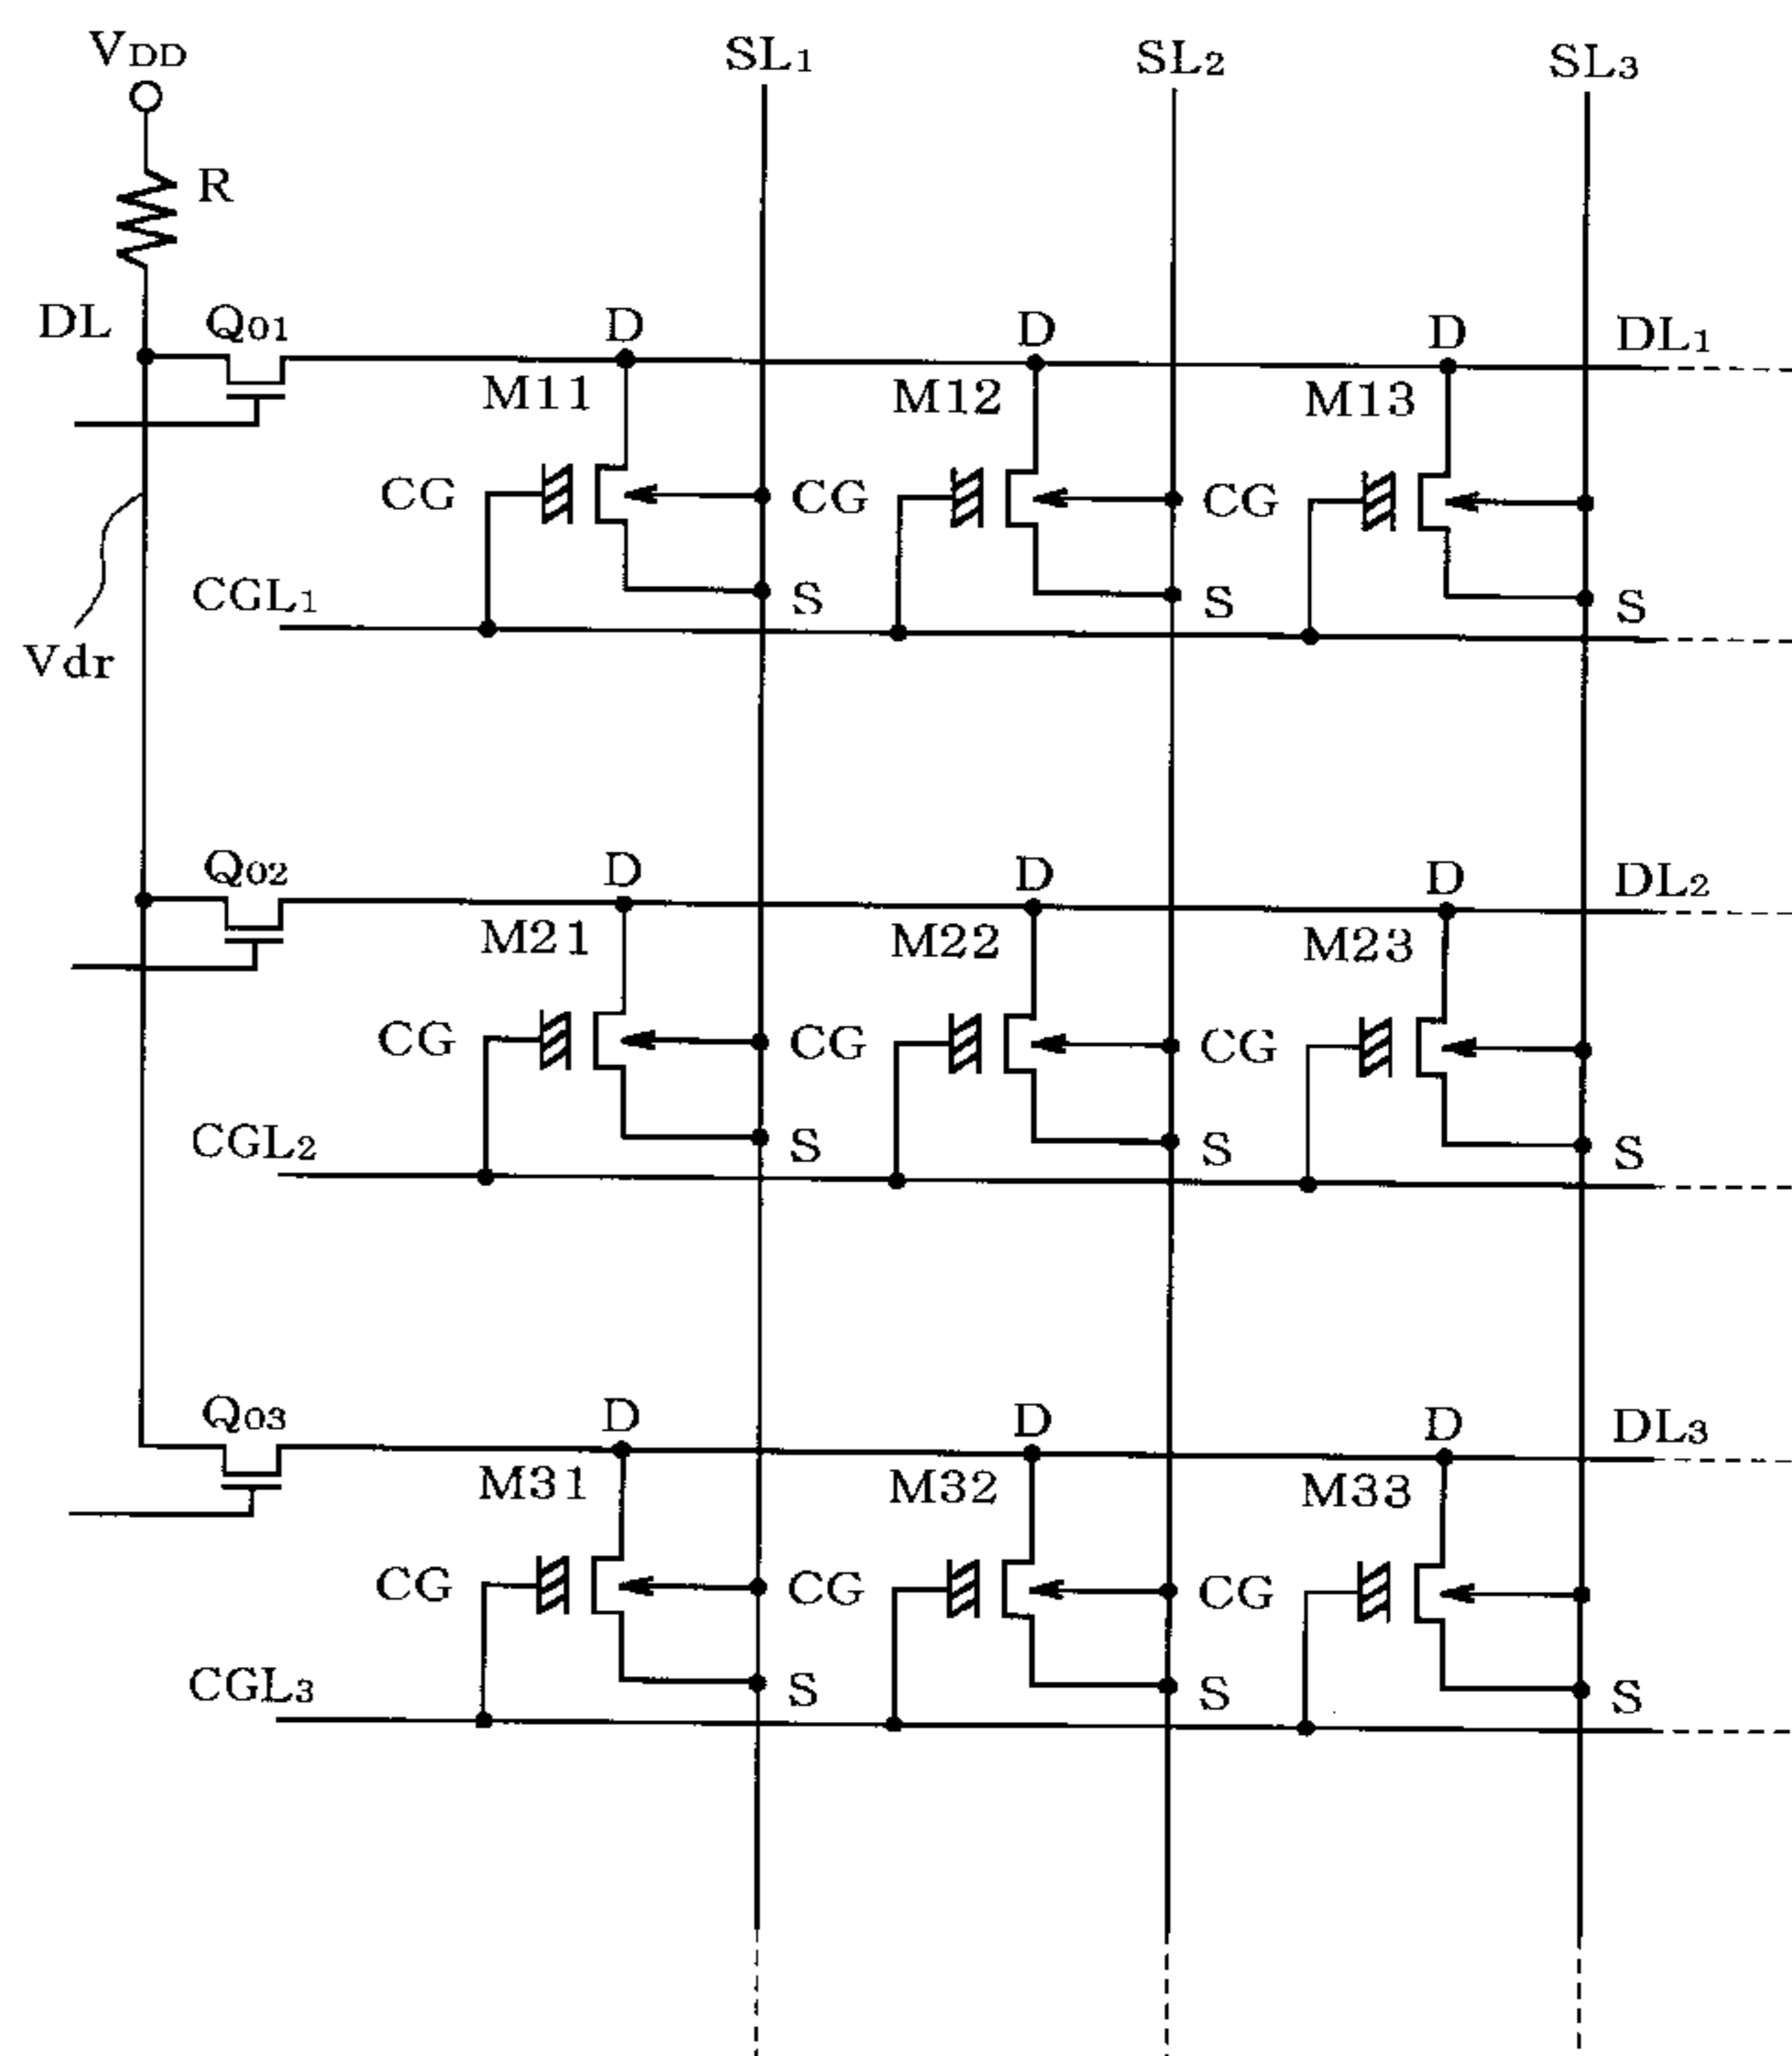 VDD SL1 SL2 SL3
R
DL Q01 D D D DL1
M11 M12 M13
CG CG CG
CGL1 S S S
Vdr
Q02 D D D DL2
M21 M22 M23
CG CG CG
CGL2 S S S
Q03 D D D DL3
M31 M32 M33
CG CG CG
CGL3 S S S